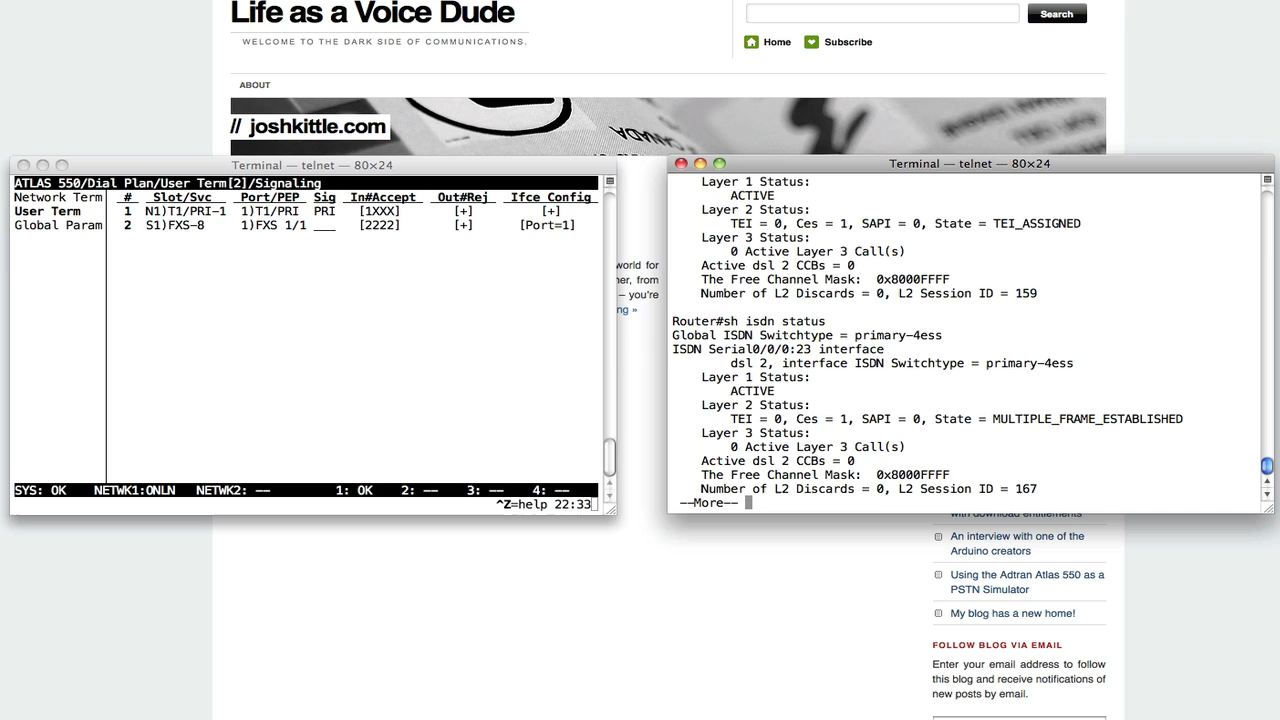 Life as a Voice Dude
WELCOME TO THE DARK SIDE OF COMMUNICATIONS.
Search
Home Subscribe
ABOUT
// joshkittle.com
CANADA
Terminal — telnet — 80×24
ATLAS 550/Dial Plan/User Term[2]/Signaling
Network Term # Slot/Svc Port/PEP Sig In#Accept Out#Rej Ifce Config
User Term 1 N1)T1/PRI-1 1)T1/PRI PRI [1XXX] [+] [+]
Global Param 2 S1)FXS-8 1)FXS 1/1 ___ [2222] [+] [Port=1]
SYS: OK NETWK1:ONLN NETWK2: -- 1: OK 2: -- 3: -- 4: --
^Z=help 22:33
world for
her, from
– you're
ng »
Terminal — telnet — 80×24
Layer 1 Status:
ACTIVE
Layer 2 Status:
TEI = 0, Ces = 1, SAPI = 0, State = TEI_ASSIGNED
Layer 3 Status:
0 Active Layer 3 Call(s)
Active dsl 2 CCBs = 0
The Free Channel Mask: 0x8000FFFF
Number of L2 Discards = 0, L2 Session ID = 159
Router#sh isdn status
Global ISDN Switchtype = primary-4ess
ISDN Serial0/0/0:23 interface
dsl 2, interface ISDN Switchtype = primary-4ess
Layer 1 Status:
ACTIVE
Layer 2 Status:
TEI = 0, Ces = 1, SAPI = 0, State = MULTIPLE_FRAME_ESTABLISHED
Layer 3 Status:
0 Active Layer 3 Call(s)
Active dsl 2 CCBs = 0
The Free Channel Mask: 0x8000FFFF
Number of L2 Discards = 0, L2 Session ID = 167
--More--
with download entitlements
An interview with one of the
Arduino creators
Using the Adtran Atlas 550 as a
PSTN Simulator
My blog has a new home!
FOLLOW BLOG VIA EMAIL
Enter your email address to follow
this blog and receive notifications of
new posts by email.